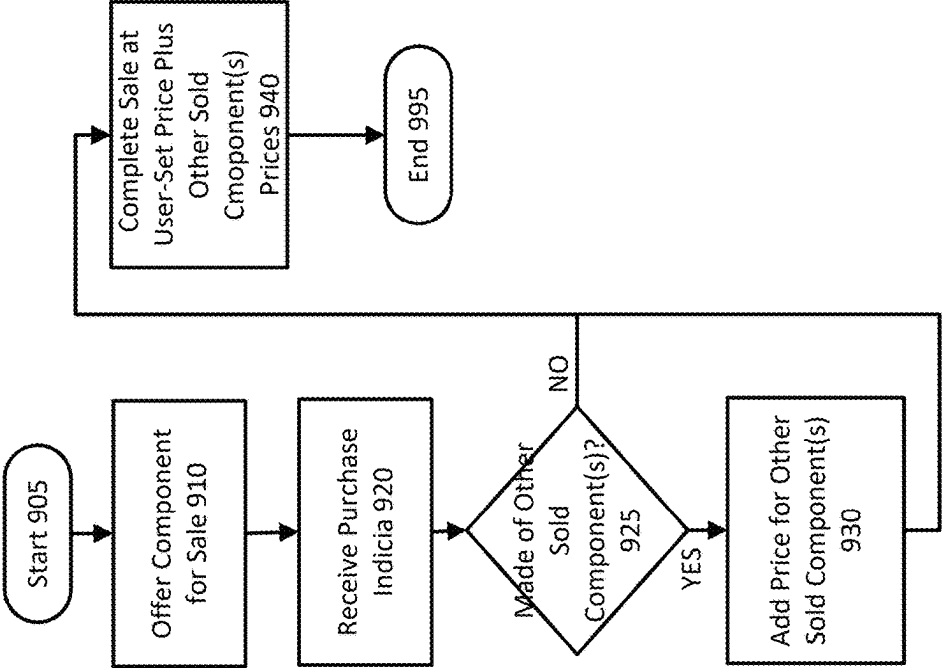 Start 905
Offer Component
for Sale 910
Receive Purchase
Indicia 920
Made of Other
Sold
Component(s)?
925
NO
YES
Add Price for Other
Sold Component(s)
930
Complete Sale at
User-Set Price Plus
Other Sold
Cmoponent(s)
Prices 940
End 995